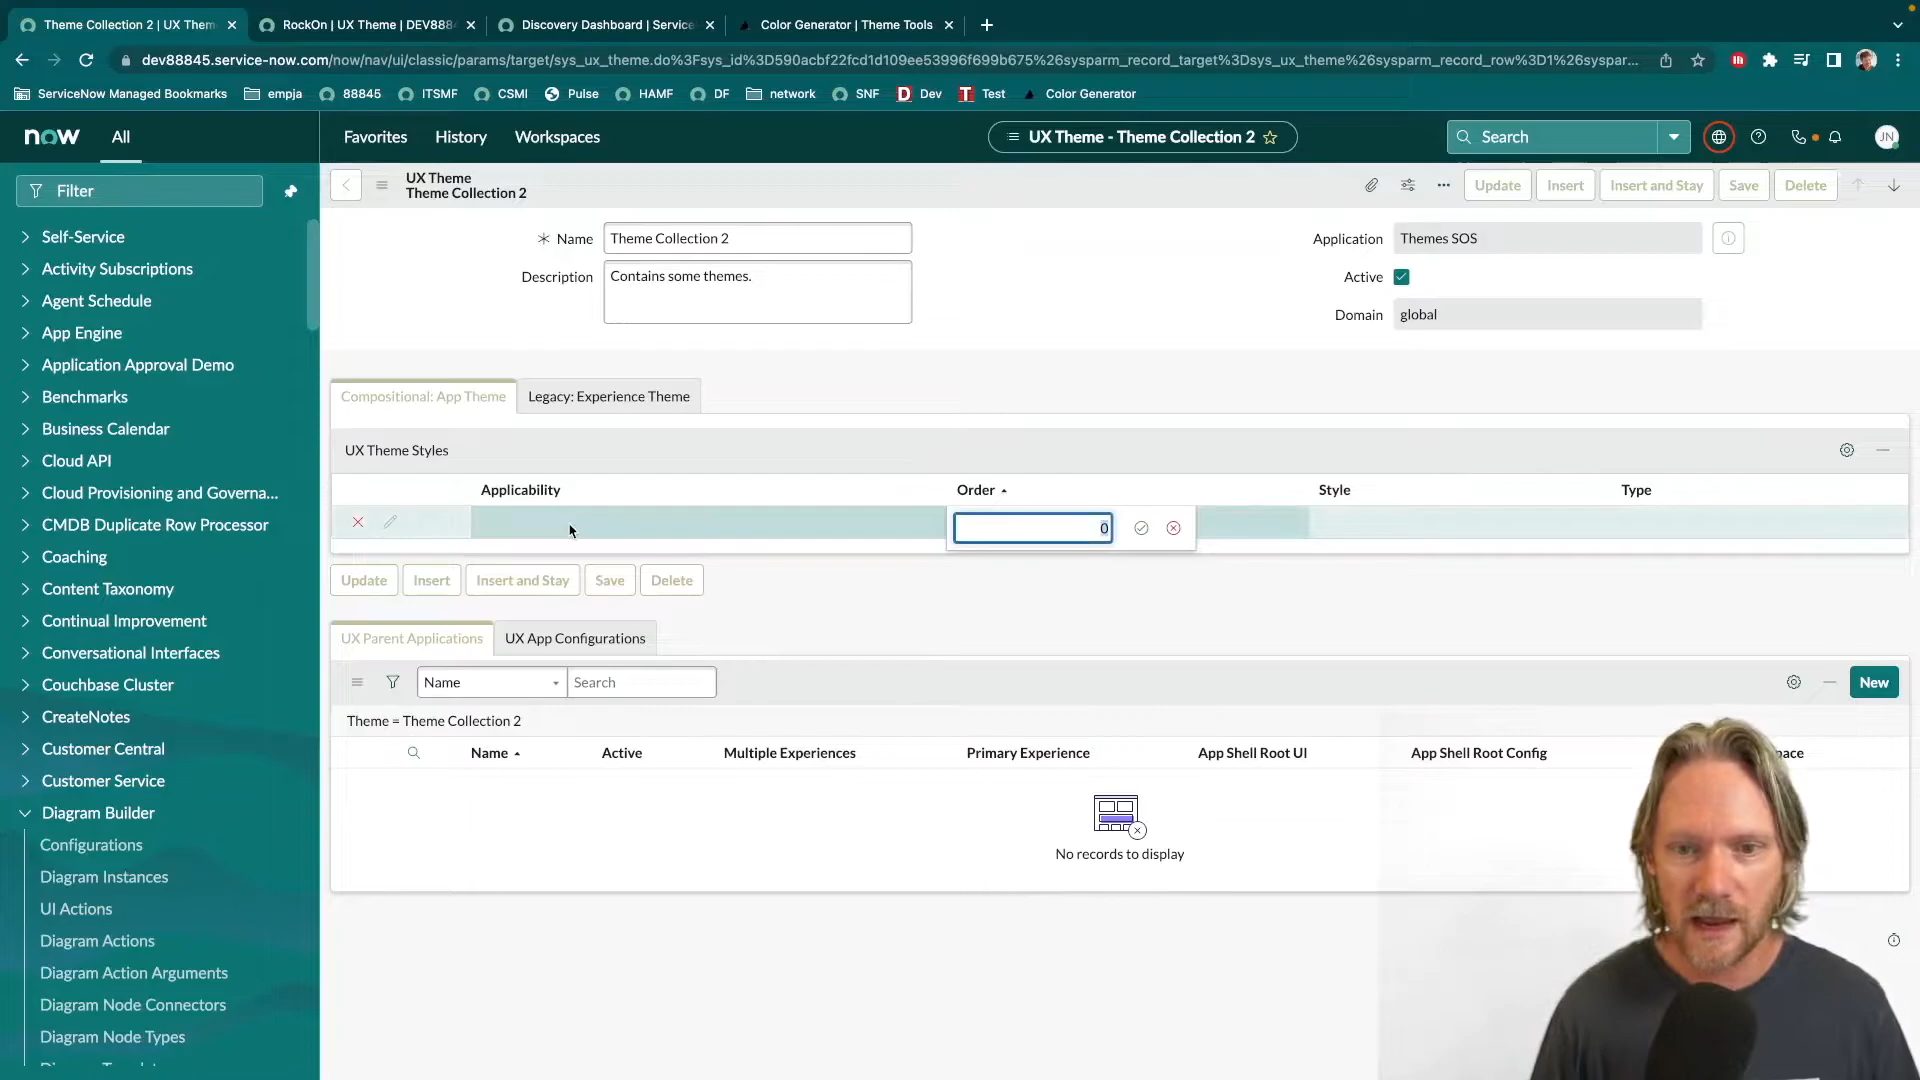 Theme Collection 2 | UX Them
RockOn | UX Theme | DEV888
Discovery Dashboard | Service
Color Generator | Theme Tools
dev88845.service-now.com/now/nav/ui/classic/params/target/sys_ux_theme.do%3Fsys_id%3D590acbf22fcd1d109ee53996f699b675%26sysparm_record_target%3Dsys_ux_theme%26sysparm_record_row%3D1%26syspar...
ServiceNow Managed Bookmarks
empja
88845
ITSMF
CSMI
Pulse
HAMF
DF
network
SNF
Dev
Test
Color Generator
now
All
Favorites
History
Workspaces
UX Theme - Theme Collection 2
Search
JN
Filter
UX Theme
Theme Collection 2
Update
Insert
Insert and Stay
Save
Delete
Self-Service
Activity Subscriptions
Agent Schedule
App Engine
Application Approval Demo
Benchmarks
Business Calendar
Cloud API
Cloud Provisioning and Governa...
CMDB Duplicate Row Processor
Coaching
Content Taxonomy
Continual Improvement
Conversational Interfaces
Couchbase Cluster
CreateNotes
Customer Central
Customer Service
Diagram Builder
Configurations
Diagram Instances
UI Actions
Diagram Actions
Diagram Action Arguments
Diagram Node Connectors
Diagram Node Types
Name
Theme Collection 2
Description
Contains some themes.
Application
Themes SOS
Active
Domain
global
Compositional: App Theme
Legacy: Experience Theme
UX Theme Styles
Applicability
Order
Style
Type
0
Update
Insert
Insert and Stay
Save
Delete
UX Parent Applications
UX App Configurations
Name
Search
New
Theme = Theme Collection 2
Name
Active
Multiple Experiences
Primary Experience
App Shell Root UI
App Shell Root Config
No records to display